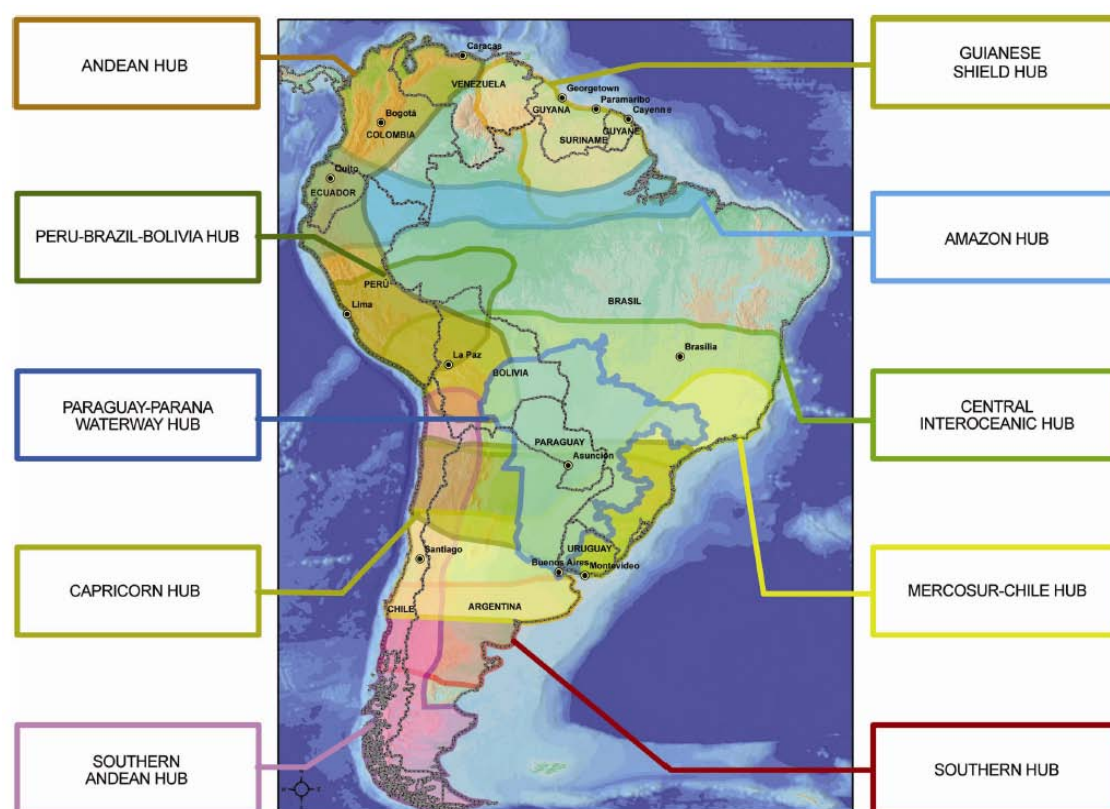 ANDEAN HUB
PERU-BRAZIL-BOLIVIA HUB
PARAGUAY-PARANA
WATERWAY HUB
CAPRICORN HUB
SOUTHERN
ANDEAN HUB
Caracas
VENEZUELA
Georgetown
GUYANA
Paramaribo
Cayenne
GUYANE
SURINAME
Bogotá
COLOMBIA
Quito
ECUADOR
PERÚ
Lima
BRASIL
Brasília
La Paz
BOLIVIA
PARAGUAY
Asunción
Santiago
URUGUAY
Buenos Aires
Montevideo
CHILE
ARGENTINA
GUIANESE
SHIELD HUB
AMAZON HUB
CENTRAL
INTEROCEANIC HUB
MERCOSUR-CHILE HUB
SOUTHERN HUB